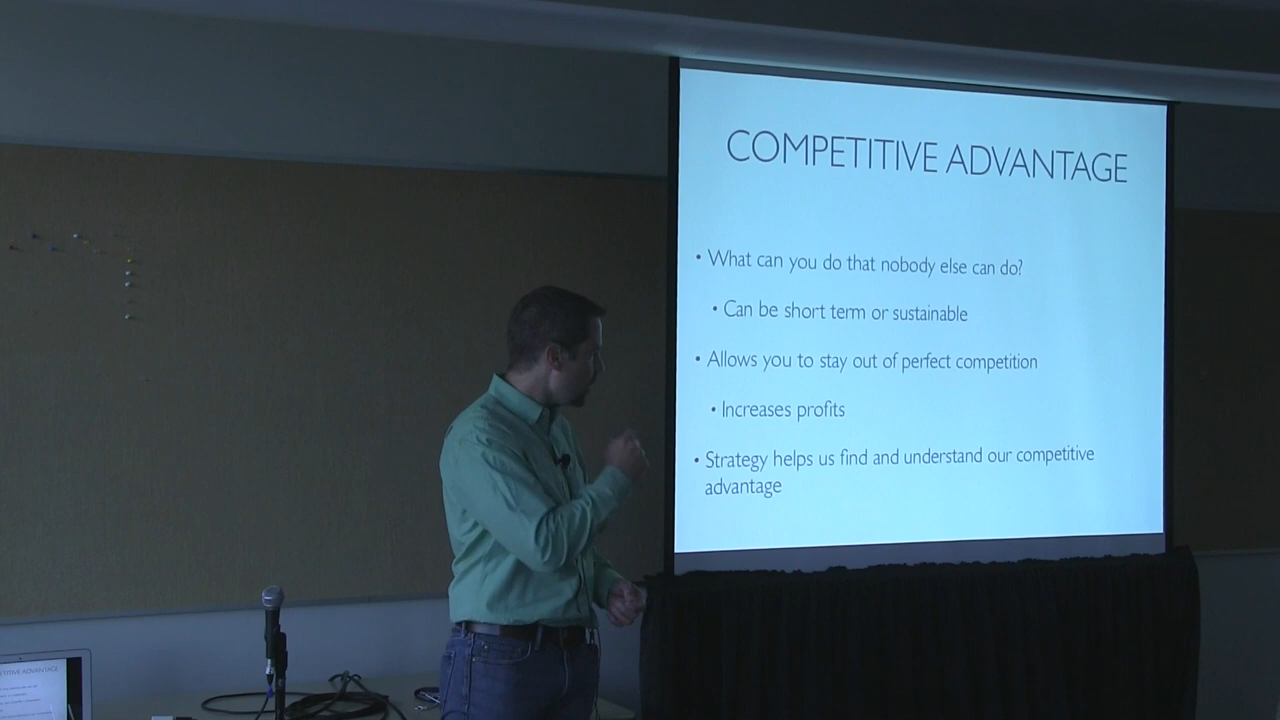 COMPETITIVE ADVANTAGE
• What can you do that nobody else can do?
• Can be short term or sustainable
• Allows you to stay out of perfect competition
• Increases profits
• Strategy helps us find and understand our competitive
advantage